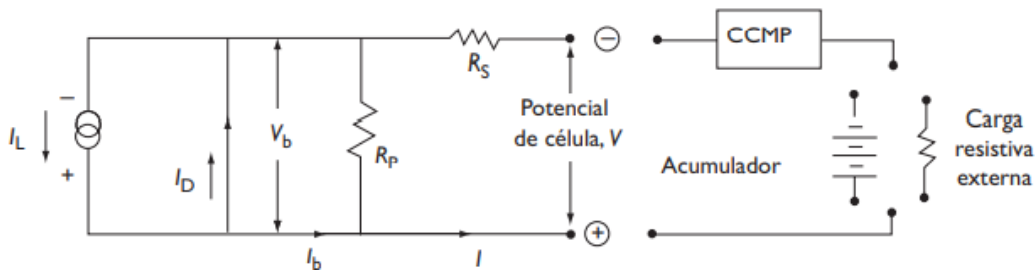 CCMP
R_S
I_L
−
+
I_D
V_b
R_P
Potencial
de célula, V
Acumulador
Carga
resistiva
externa
I_b
I
−
+